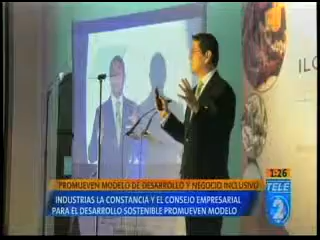 ILC
PROMUEVEN MODELO DE DESARROLLO Y NEGOCIO INCLUSIVO
1:26
INDUSTRIAS LA CONSTANCIA Y EL CONSEJO EMPRESARIAL
PARA EL DESARROLLO SOSTENIBLE PROMUEVEN MODELO
TELE
2